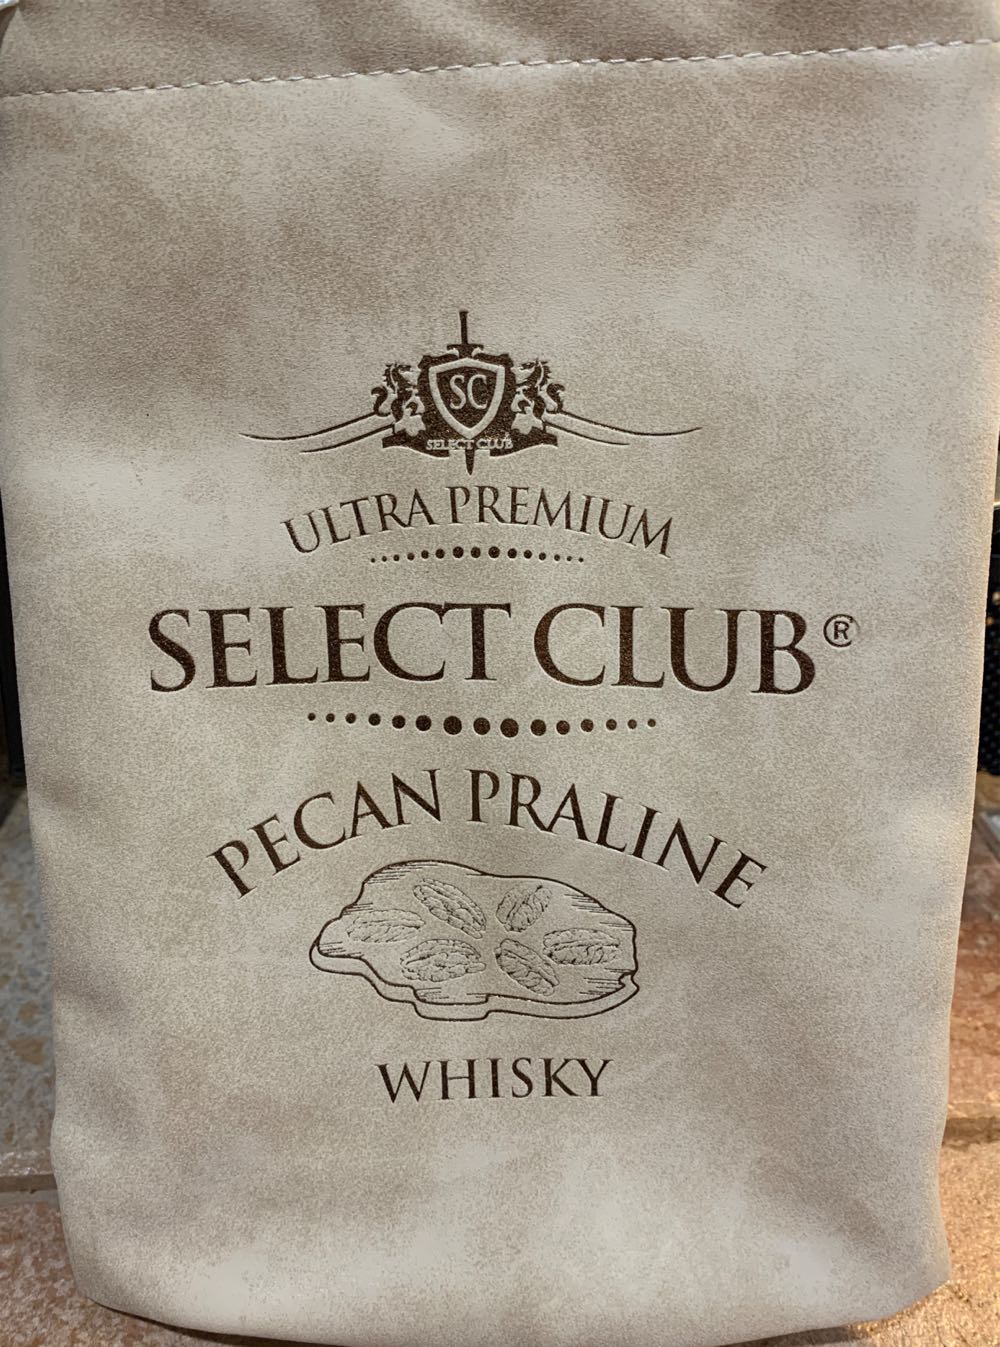 SC
SELECT CLUB
ULTRA PREMIUM
SELECT CLUB®
PECAN PRALINE
WHISKY